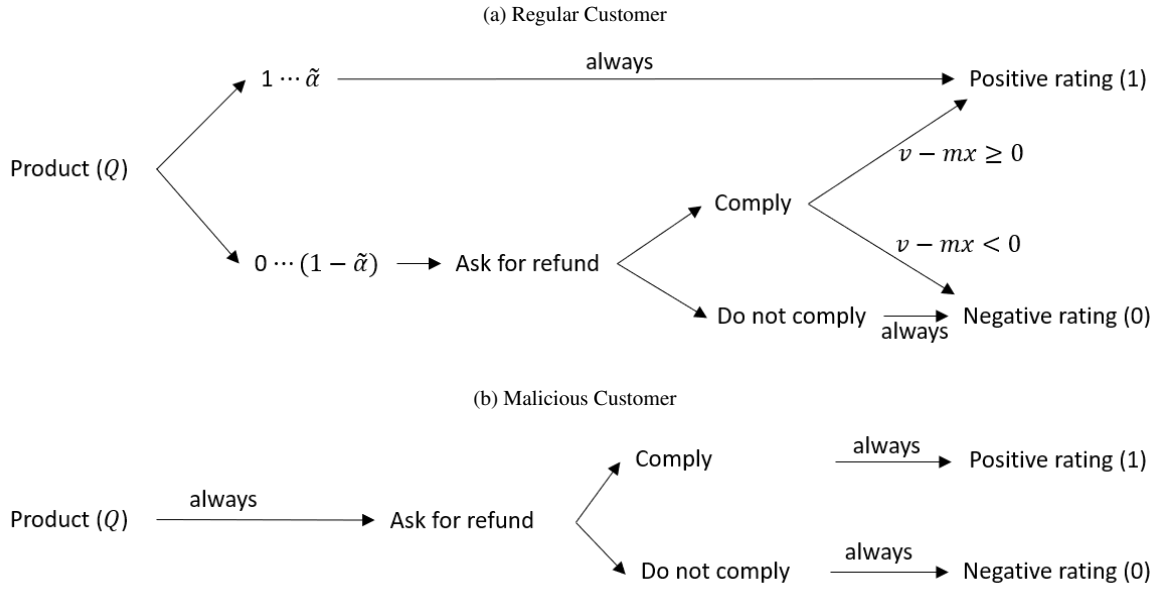 (a) Regular Customer
always
1 ⋯ α̃
Positive rating (1)
v − mx ≥ 0
Product (Q)
Comply
v − mx < 0
0 ⋯ (1 − α̃)
Ask for refund
Do not comply
always
Negative rating (0)
(b) Malicious Customer
Comply
always
Positive rating (1)
always
Product (Q)
Ask for refund
always
Do not comply
Negative rating (0)